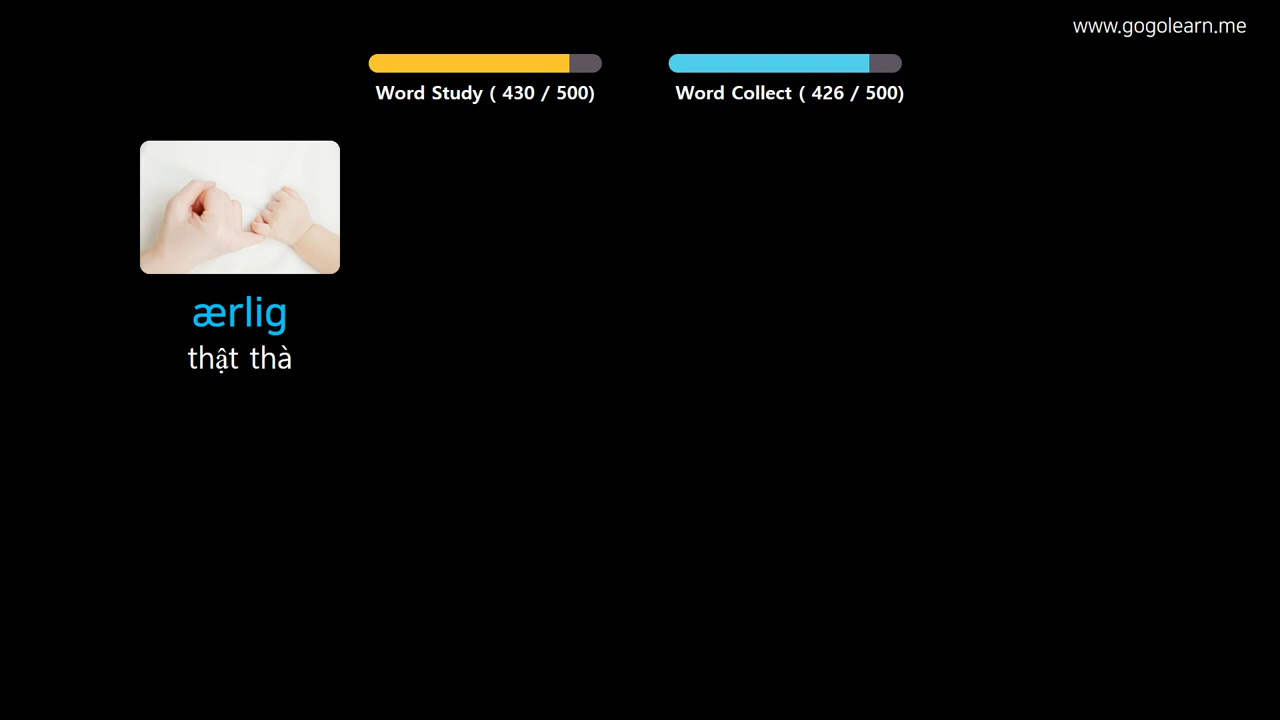 www.gogolearn.me
Word Study ( 430 / 500)
Word Collect ( 426 / 500)
ærlig
thật thà